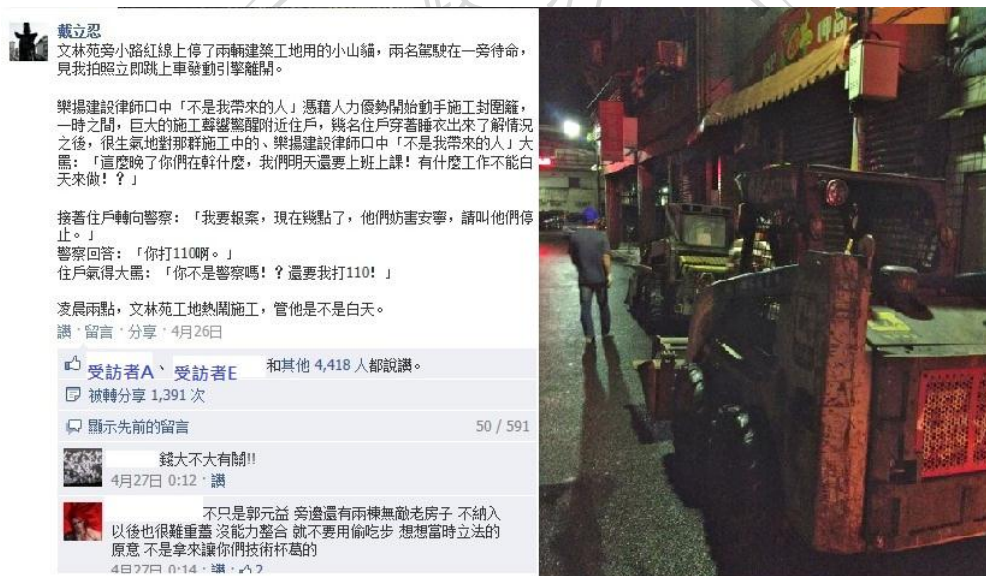 戴立忍
文林苑旁小路紅線上停了兩輛建築工地用的小山貓，兩名駕駛在一旁待命，
見我拍照立即跳上車發動引擎離開。
樂揚建設律師口中「不是我帶來的人」憑藉人力優勢開始動手施工封圍籬，
一時之間，巨大的施工聲響驚醒附近住戶，幾名住戶穿著睡衣出來了解情況
之後，很生氣地對那群施工中的、樂揚建設律師口中「不是我帶來的人」大
罵：「這麼晚了你們在幹什麼，我們明天還要上班上課！有什麼工作不能白
天來做！？」
接著住戶轉向警察：「我要報案，現在幾點了，他們妨害安寧，請叫他們停
止。」
警察回答：「你打110啊。」
住戶氣得大罵：「你不是警察嗎！？還要我打110！」
凌晨兩點，文林苑工地熱鬧施工，管他是不是白天。
讚・留言・分享・4月26日
受訪者A、受訪者E 和其他 4,418 人都說讚。
被轉分享 1,391 次
顯示先前的留言 50 / 591
錢大不大有關!!
4月27日 0:12・讚
不只是郭元益 旁邊還有兩棟無敵老房子 不納入
以後也很難重蓋 沒能力整合 就不要用偷吃步 想想當時立法的
原意 不是拿來讓你們技術杯葛的
4月27日 0:14・讚・2